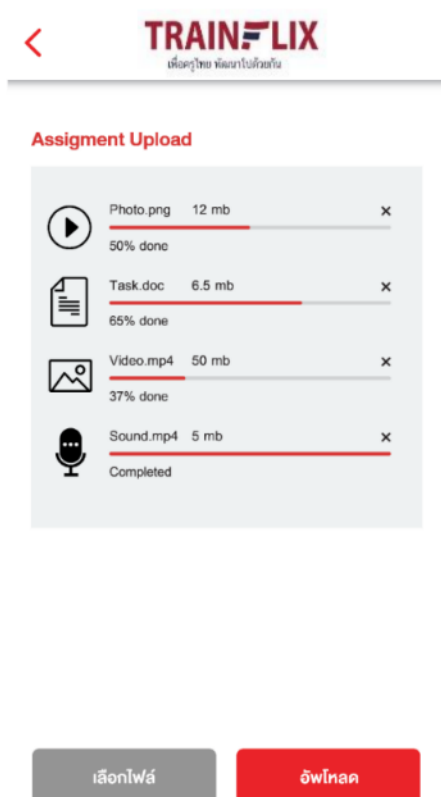 TRAINFLIX
เพื่อครูไทย พัฒนาไปด้วยกัน
Assigment Upload
Photo.png 12 mb ×
50% done
Task.doc 6.5 mb ×
65% done
Video.mp4 50 mb ×
37% done
Sound.mp4 5 mb ×
Completed
เลือกไฟล์ อัพโหลด